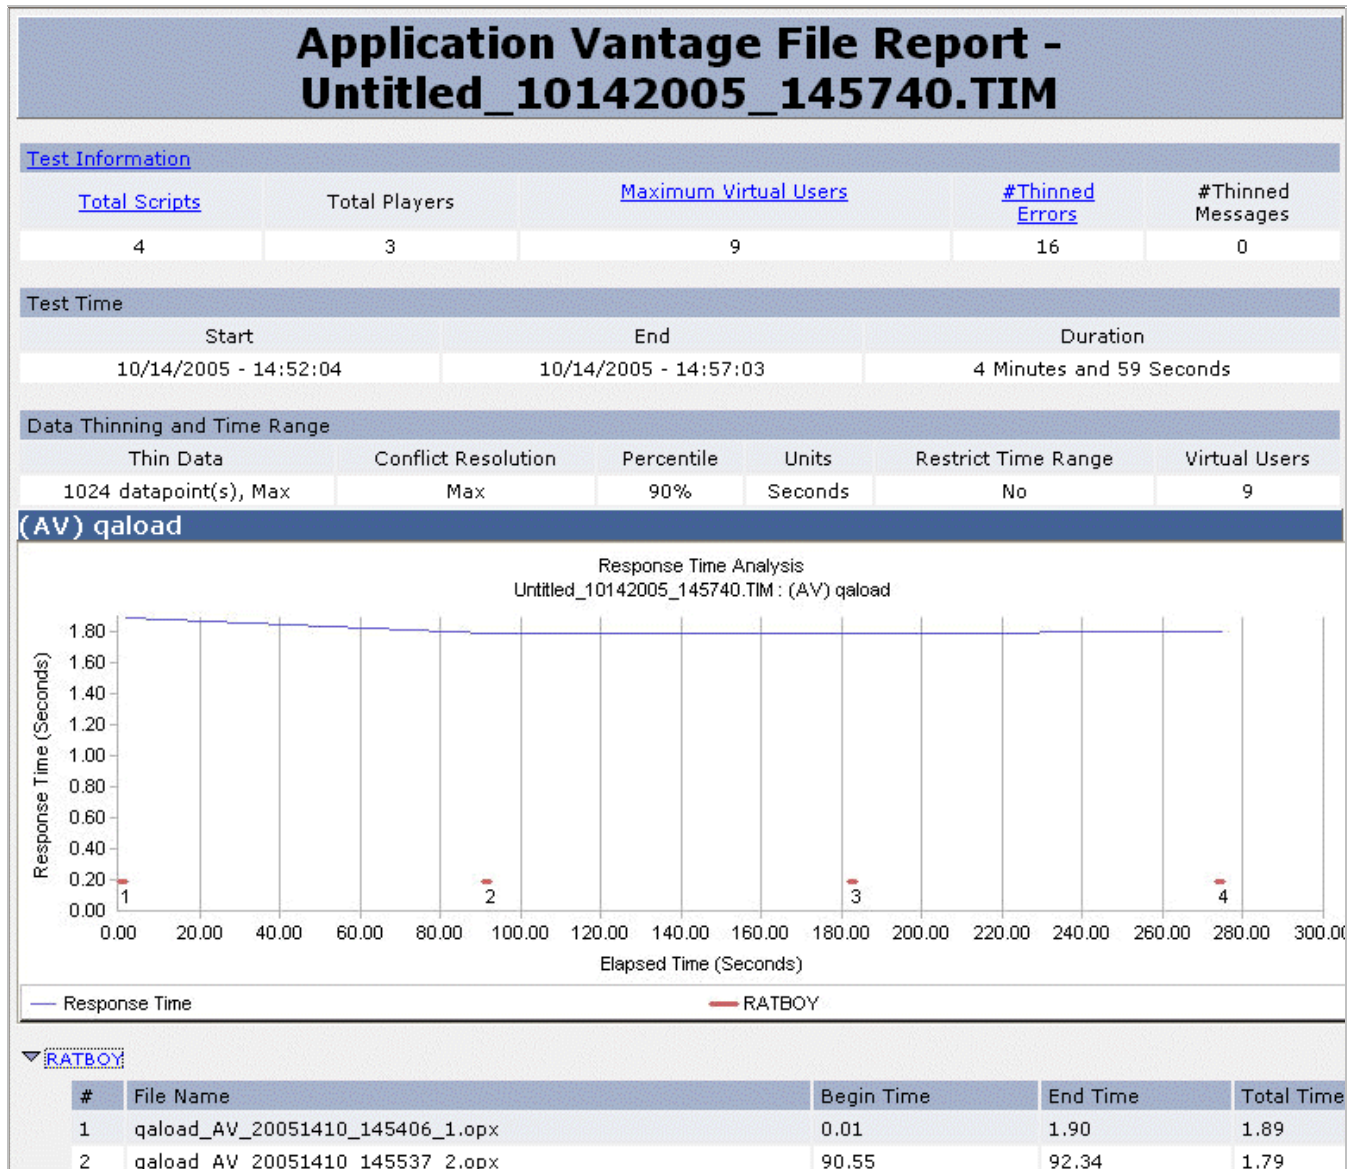 Application Vantage File Report -
Untitled_10142005_145740.TIM
Test Information
Total Scripts Total Players Maximum Virtual Users #Thinned Errors #Thinned Messages
4 3 9 16 0
Test Time
Start End Duration
10/14/2005 - 14:52:04 10/14/2005 - 14:57:03 4 Minutes and 59 Seconds
Data Thinning and Time Range
Thin Data Conflict Resolution Percentile Units Restrict Time Range Virtual Users
1024 datapoint(s), Max Max 90% Seconds No 9
(AV) qaload
Response Time Analysis
Untitled_10142005_145740.TIM : (AV) qaload
Response Time (Seconds)
1.80
1.60
1.40
1.20
1.00
0.80
0.60
0.40
0.20
0.00
1 2 3 4
0.00 20.00 40.00 60.00 80.00 100.00 120.00 140.00 160.00 180.00 200.00 220.00 240.00 260.00 280.00 300.0
Elapsed Time (Seconds)
Response Time RATBOY
RATBOY
# File Name Begin Time End Time Total Time
1 qaload_AV_20051410_145406_1.opx 0.01 1.90 1.89
2 qaload_AV_20051410_145537_2.opx 90.55 92.34 1.79